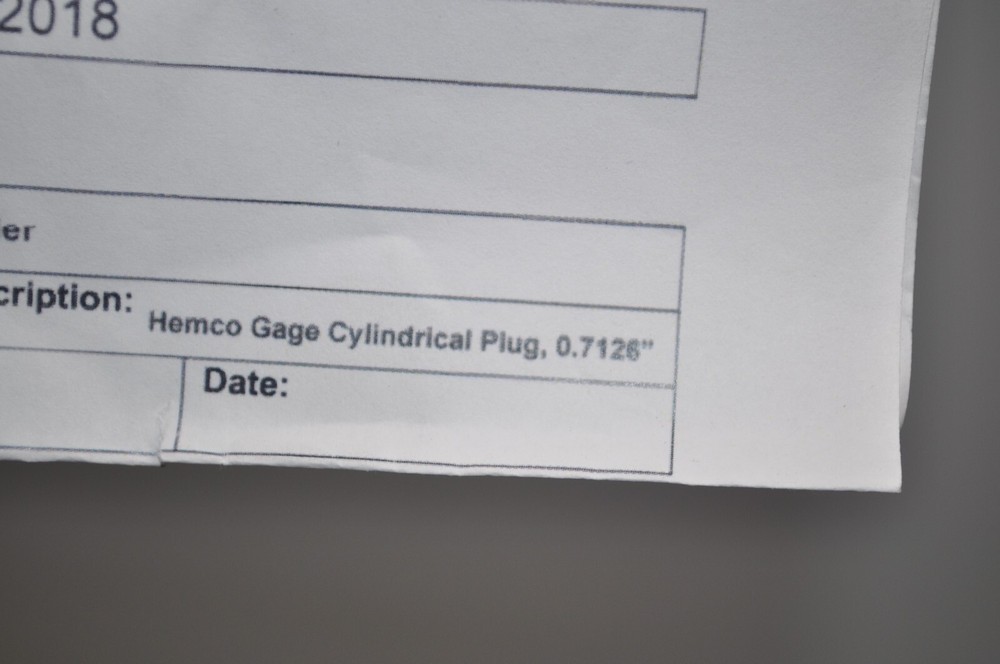 2018
er
cription:
Hemco Gage Cylindrical Plug, 0.7126"
Date: